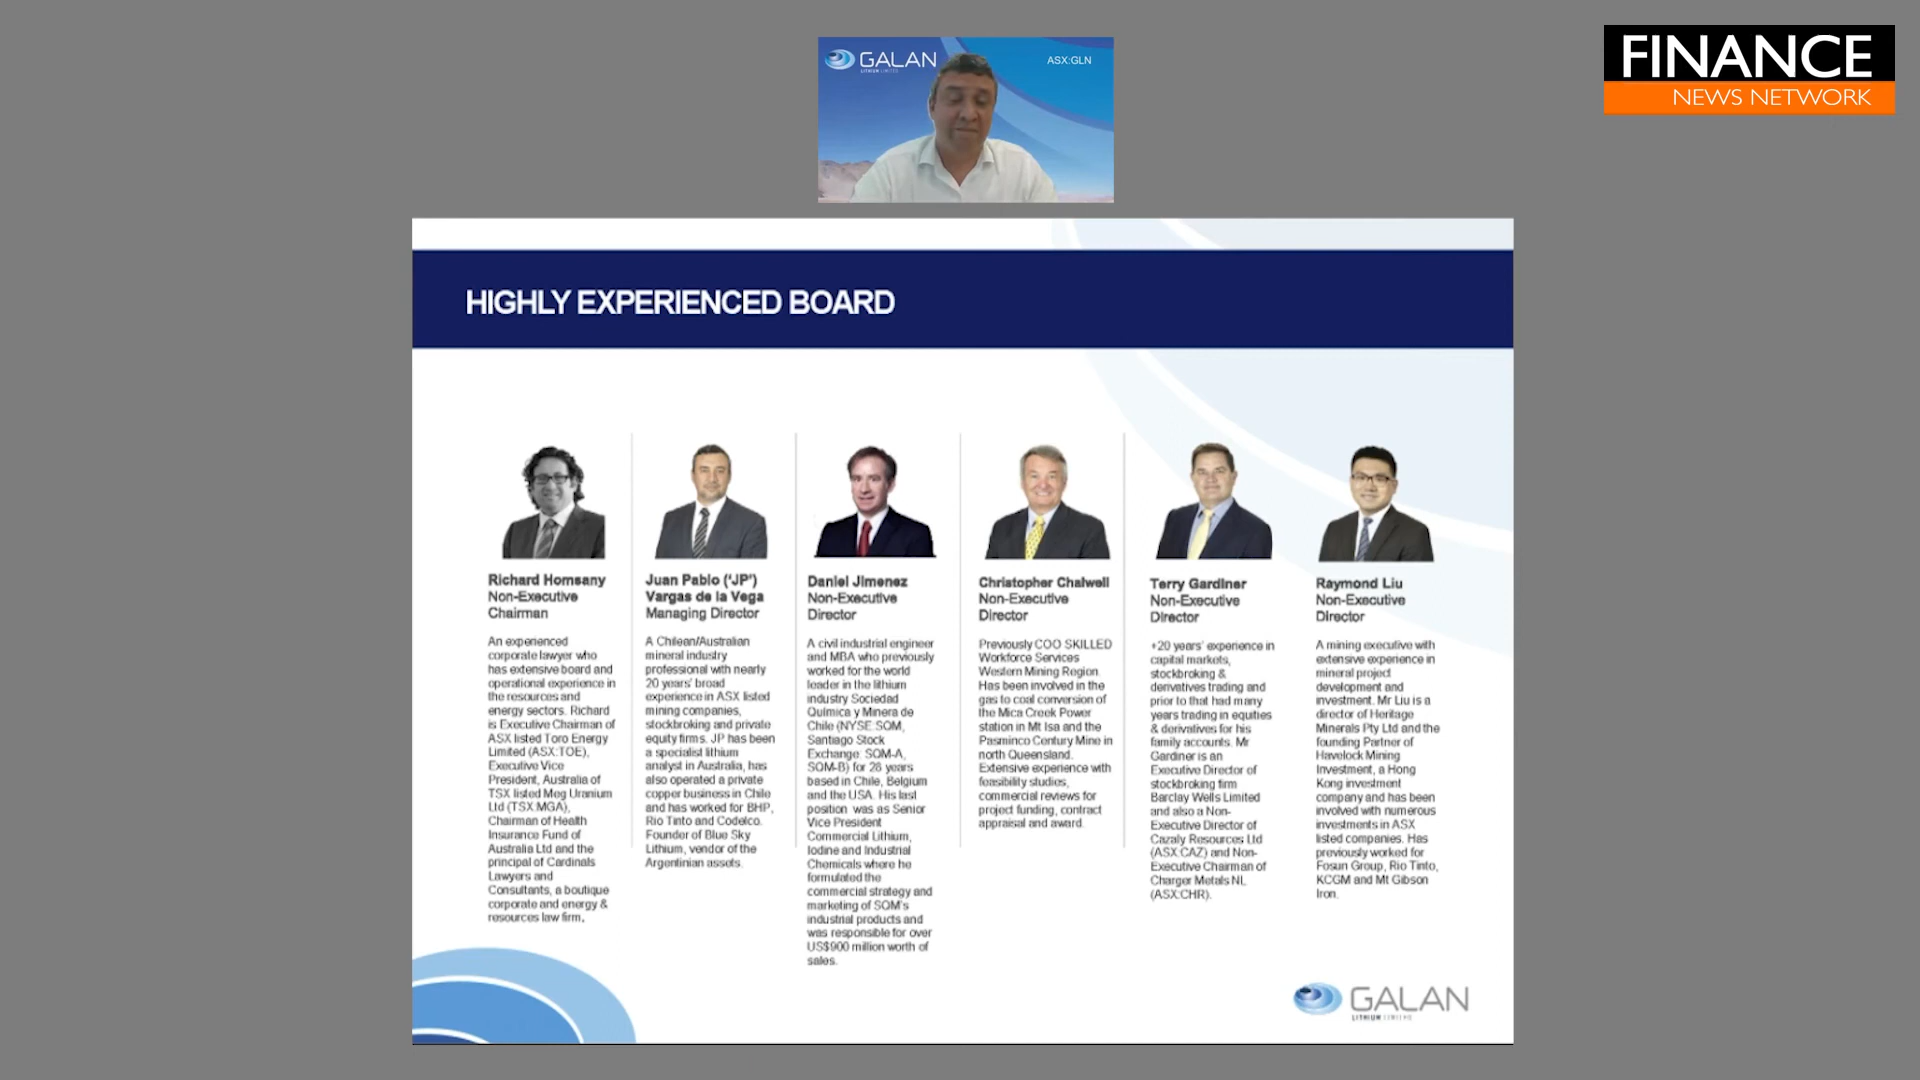 GALAN
LITHIUM LIMITED
ASX:GLN
FINANCE
NEWS NETWORK
HIGHLY EXPERIENCED BOARD
Richard Homsany
Non-Executive
Chairman
An experienced
corporate lawyer who
has extensive board and
operational experience in
the resources and
energy sectors. Richard
is Executive Chairman of
ASX listed Toro Energy
Limited (ASX:TOE),
Executive Vice
President, Australia of
TSX listed Meg Uranium
Ltd (TSX:MGA),
Chairman of Health
Insurance Fund of
Australia Ltd and the
principal of Cardinals
Lawyers and
Consultants, a boutique
corporate and energy &
resources law firm.
Juan Pablo (‘JP’)
Vargas de la Vega
Managing Director
A Chilean/Australian
mineral industry
professional with nearly
20 years’ broad
experience in ASX listed
mining companies,
stockbroking and private
equity firms. JP has been
a specialist lithium
analyst in Australia, has
also operated a private
copper business in Chile
and has worked for BHP,
Rio Tinto and Codelco.
Founder of Blue Sky
Lithium, vendor of the
Argentinian assets.
Daniel Jimenez
Non-Executive
Director
A civil industrial engineer
and MBA who previously
worked for the world
leader in the lithium
industry Sociedad
Química y Minera de
Chile (NYSE:SQM,
Santiago Stock
Exchange: SQM-A,
SQM-B) for 28 years
based in Chile, Belgium
and the USA. His last
position was as Senior
Vice President
Commercial Lithium,
Iodine and Industrial
Chemicals where he
formulated the
commercial strategy and
marketing of SQM’s
industrial products and
was responsible for over
US$900 million worth of
sales.
Christopher Chalwell
Non-Executive
Director
Previously COO SKILLED
Workforce Services
Western Mining Region.
Has been involved in the
gas to coal conversion of
the Mica Creek Power
station in Mt Isa and the
Pasminco Century Mine in
north Queensland.
Extensive experience with
feasibility studies,
commercial reviews for
project funding, contract
appraisal and award.
Terry Gardiner
Non-Executive
Director
+20 years’ experience in
capital markets,
stockbroking &
derivatives trading and
prior to that had many
years trading in equities
& derivatives for his
family accounts. Mr
Gardiner is an
Executive Director of
stockbroking firm
Barclay Wells Limited
and also a Non-
Executive Director of
Cazaly Resources Ltd
(ASX:CAZ) and Non-
Executive Chairman of
Charger Metals NL
(ASX:CHR).
Raymond Liu
Non-Executive
Director
A mining executive with
extensive experience in
mineral project
development and
investment. Mr Liu is a
director of Heritage
Minerals Pty Ltd and the
founding Partner of
Havelock Mining
Investment, a Hong
Kong investment
company and has been
involved with numerous
investments in ASX
listed companies. Has
previously worked for
Fosun Group, Rio Tinto,
KCGM and Mt Gibson
Iron.
GALAN
LITHIUM LIMITED